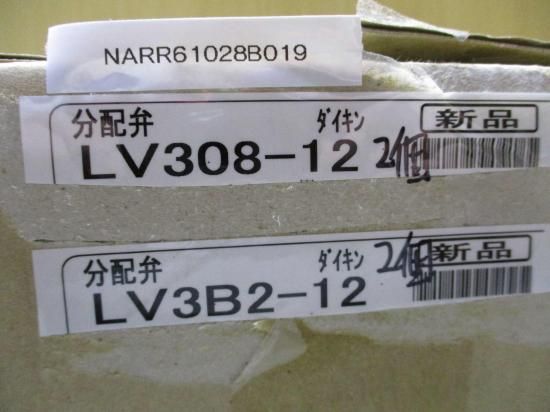 NARR61028B019
分配弁 ﾀﾞｲｷﾝ 新品
LV308-12 2個
分配弁 ﾀﾞｲｷﾝ 新品
LV3B2-12 2個